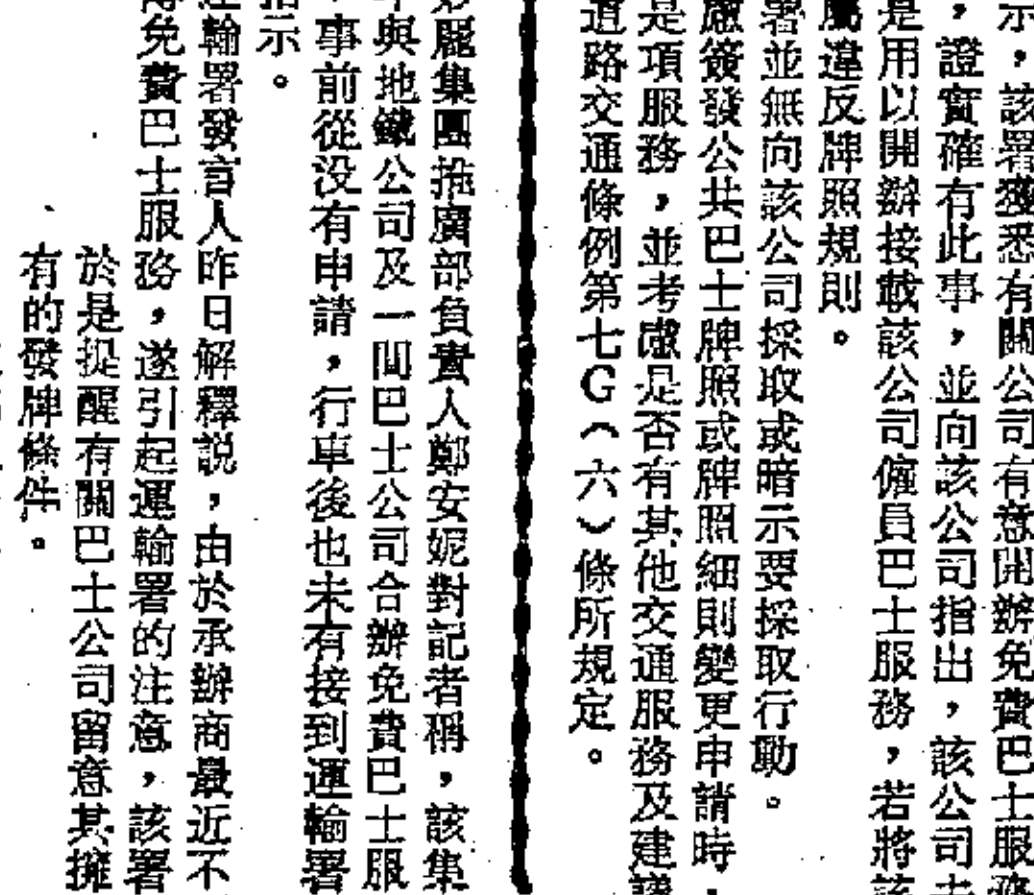 示，該署獲悉有關公司有意開辦免費巴士服務
，證實確有此事，並向該公司指出，該公司
是用以開辦接載該公司僱員巴士服務，若將該
屬違反牌照規則。
署並無向該公司採取或暗示要採取行動。
慮簽發公共巴士牌照或牌照細則變更申請時，
是項服務，並考慮是否有其他交通服務及建議
道路交通條例第七G（六）條所規定。
妙麗集團推廣部負責人鄭安妮對記者稱，該集
年與地鐵公司及一間巴士公司合辦免費巴士服
，事前從没有申請，行車後也未有接到運輸署
指示。
運輸署發言人昨日解釋説，由於承辦商最近不
傳免費巴士服務，遂引起運輸署的注意，該署
於是提醒有關巴士公司留意其擁
有的發牌條件。